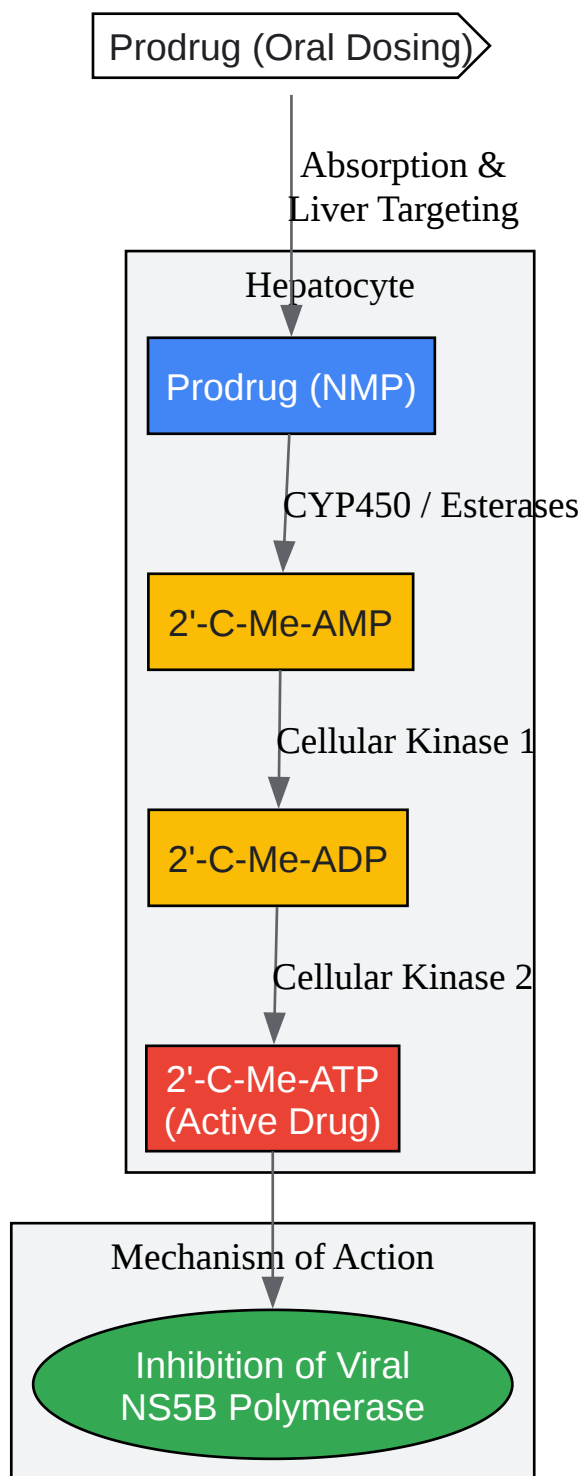 Prodrug (Oral Dosing)
Absorption &
Liver Targeting
Hepatocyte
Prodrug (NMP)
CYP450 / Esterases
2'-C-Me-AMP
Cellular Kinase 1
2'-C-Me-ADP
Cellular Kinase 2
2'-C-Me-ATP
(Active Drug)
Mechanism of Action
Inhibition of Viral
NS5B Polymerase